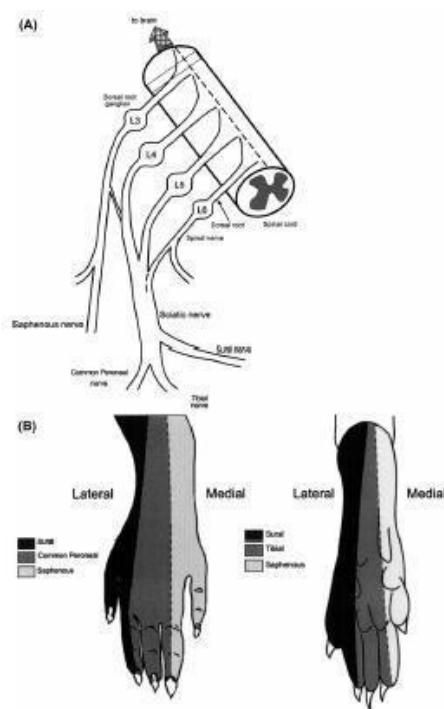 (A)
to brain
Dorsal root
ganglion
L3
L4
L5
L6
Dorsal root
Spinal nerve
Spinal cord
Saphenous nerve
Sciatic nerve
Sural nerve
Common Peroneal
nerve
Tibial
nerve
(B)
Lateral
Medial
Sural
Common Peroneal
Saphenous
Lateral
Medial
Sural
Tibial
Saphenous